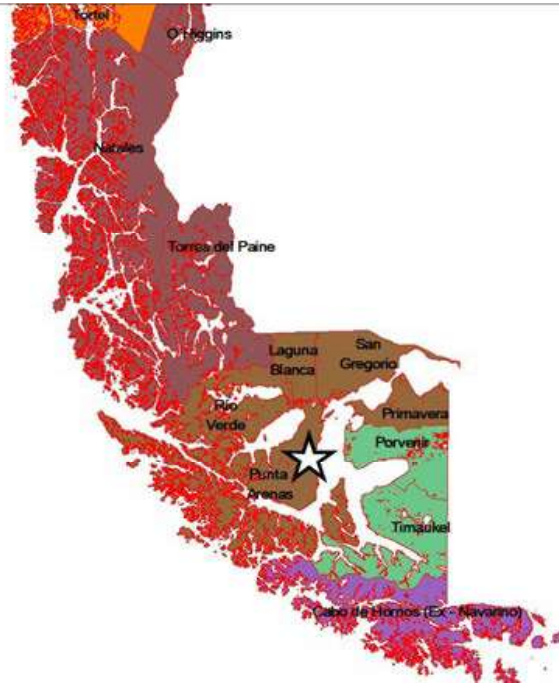 Tortel
O Higgins
Natales
Torres del Paine
Laguna
Blanca
San
Gregorio
Río
Verde
Primavera
Porvenir
Punta
Arenas
Timaukel
Cabo de Hornos (Ex - Navarino)